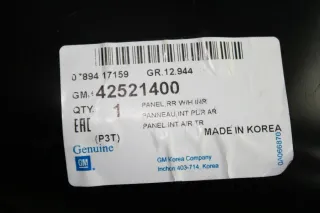 0 894 17159 GR.12.944
GM# 42521400
QTY. 1 PANEL,RR W/H INR
PANNEAU,INT PUR AR
EAC PANEL,INT AIR TR
(P3T) MADE IN KOREA
Genuine
GM GM Korea Company
Incheon 403-714, Korea